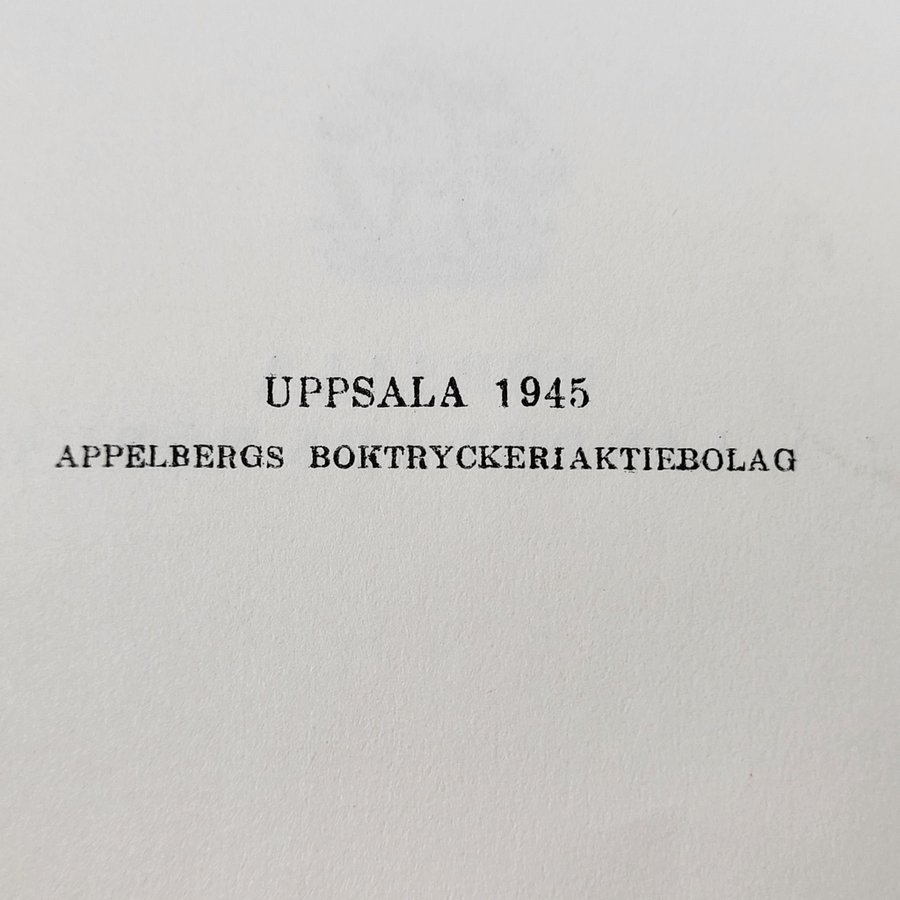 UPPSALA 1945
APPELBERGS BOKTRYCKERIAKTIEBOLAG